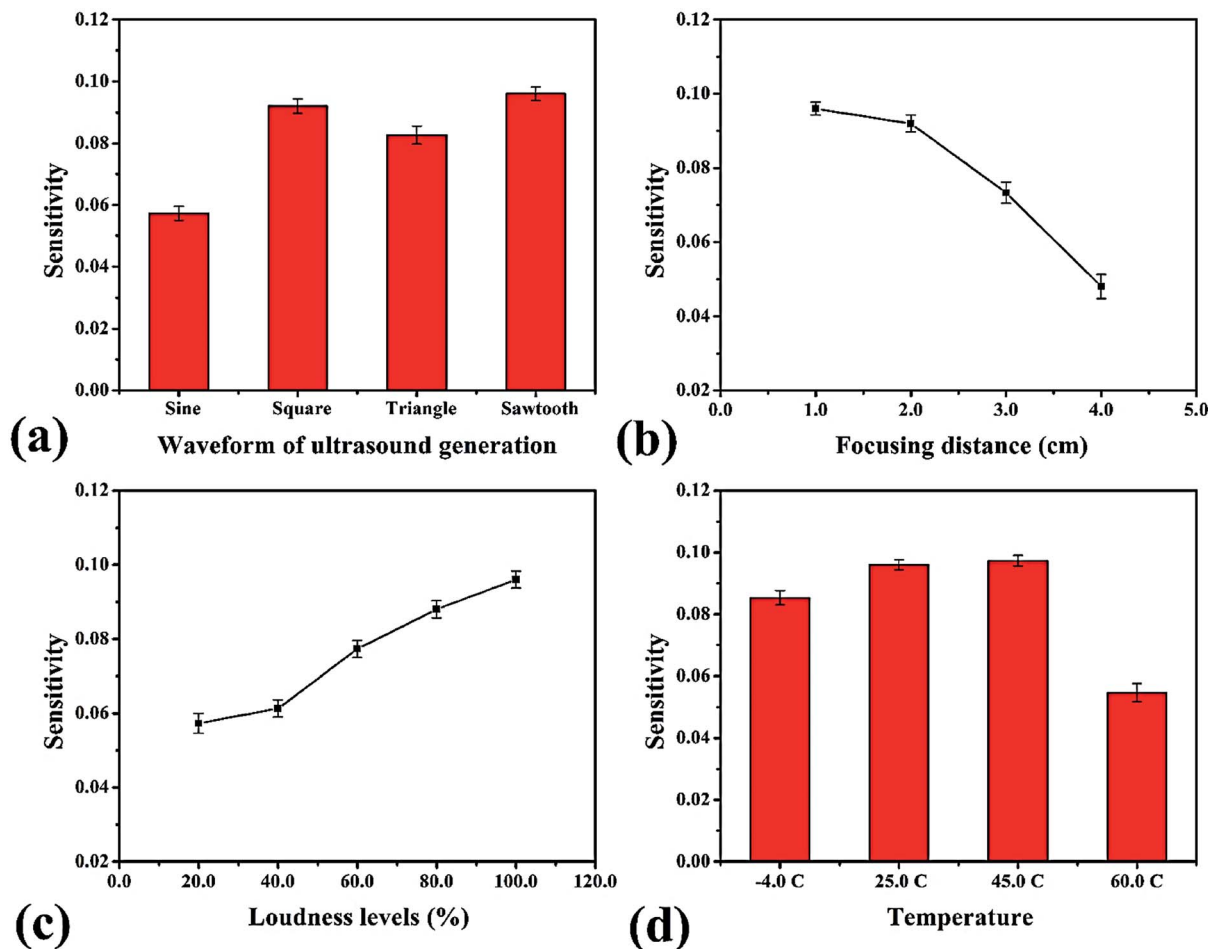 0.12
0.10
0.08
0.06
0.04
0.02
0.00
Sensitivity
Sine Square Triangle Sawtooth
(a) Waveform of ultrasound generation
0.12
0.10
0.08
0.06
0.04
0.02
Sensitivity
0.0 1.0 2.0 3.0 4.0 5.0
(b) Focusing distance (cm)
0.12
0.10
0.08
0.06
0.04
0.02
Sensitivity
0.0 20.0 40.0 60.0 80.0 100.0 120.0
(c) Loudness levels (%)
0.12
0.10
0.08
0.06
0.04
0.02
0.00
Sensitivity
-4.0 C 25.0 C 45.0 C 60.0 C
(d) Temperature